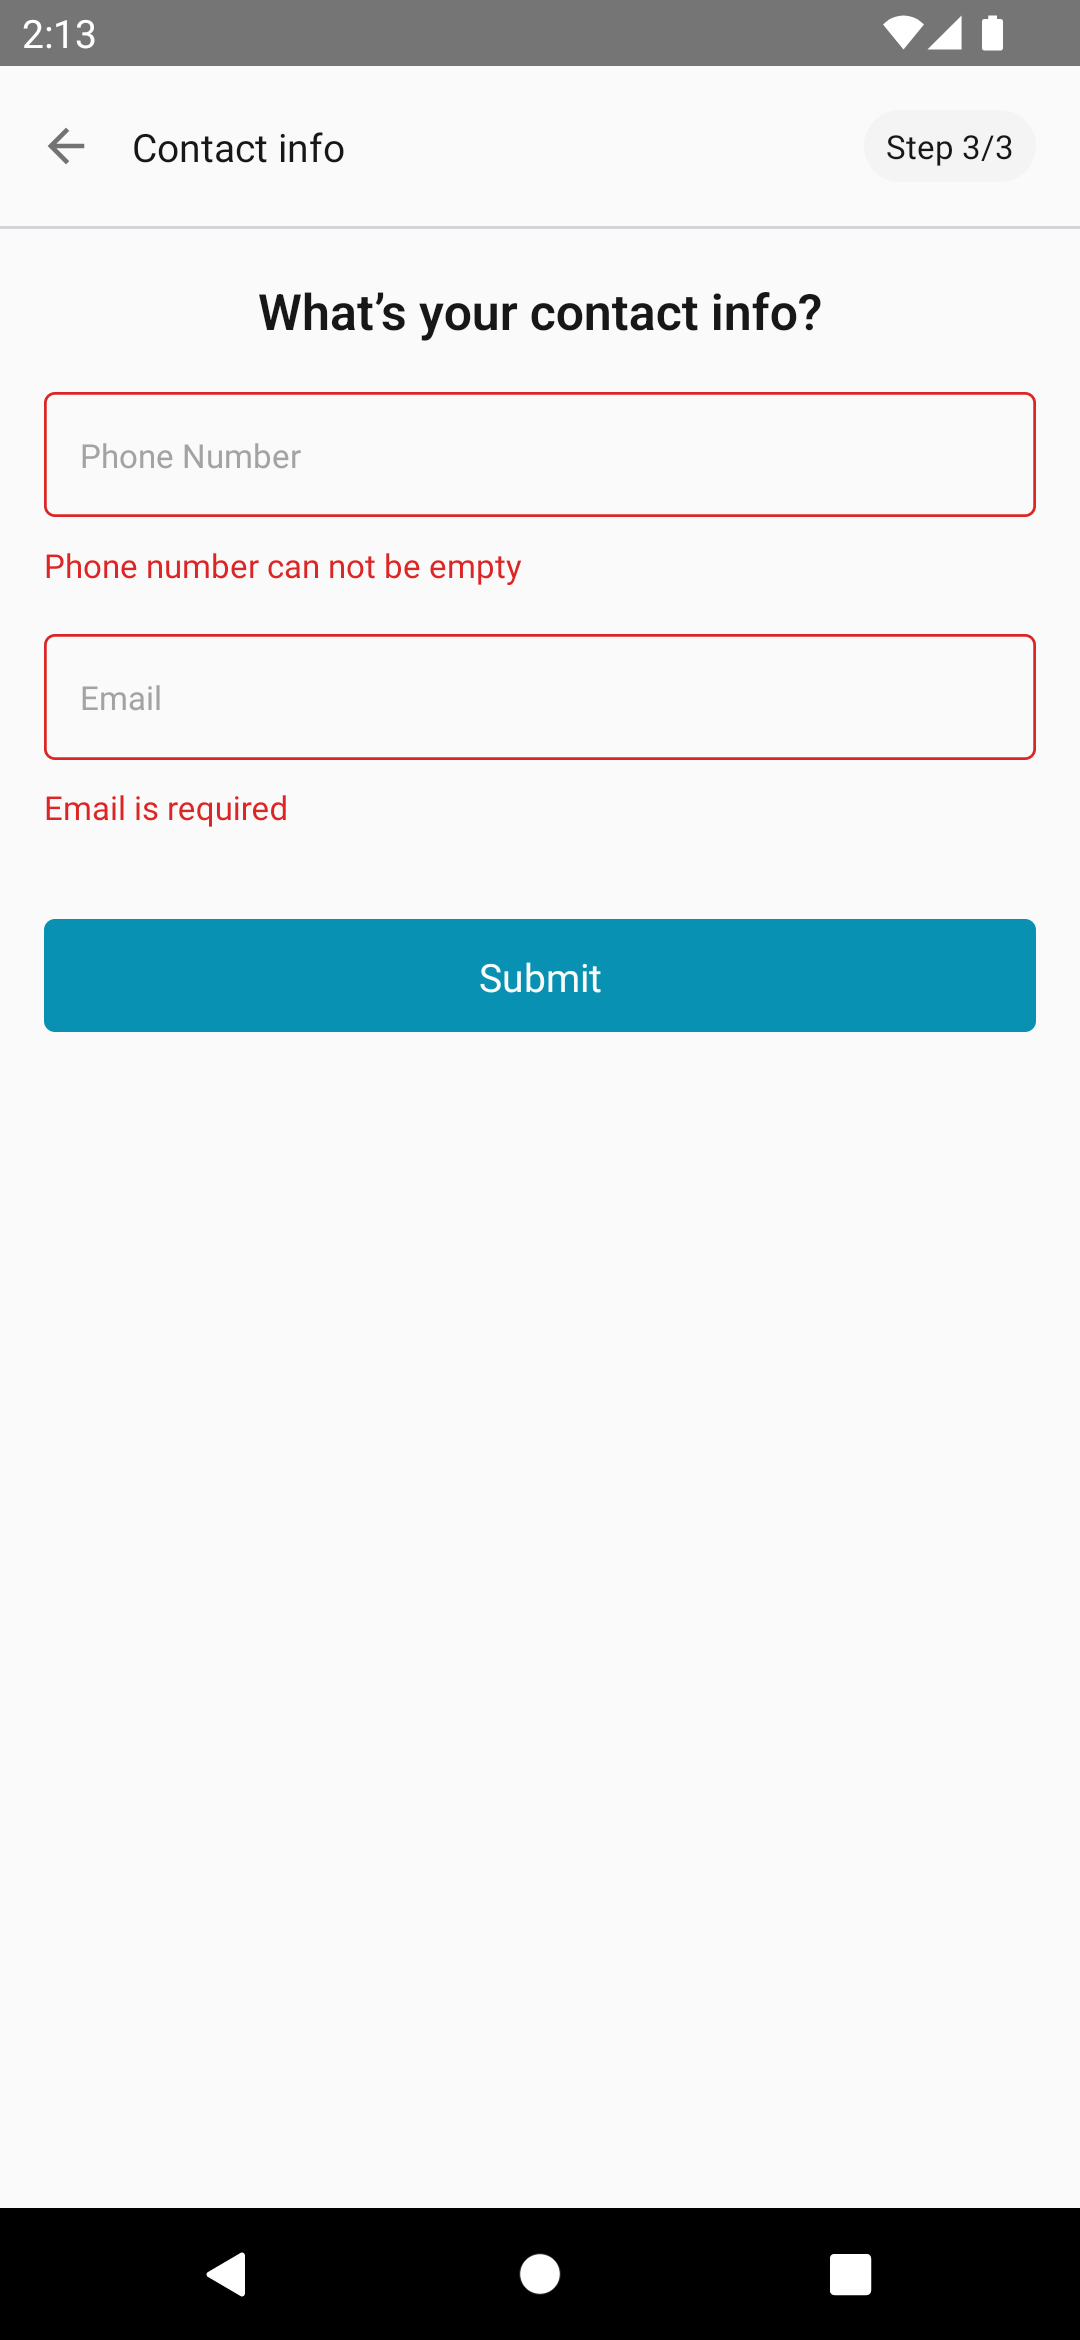 2:13
Contact info
Step 3/3
What’s your contact info?
Phone Number
Phone number can not be empty
Email
Email is required
Submit